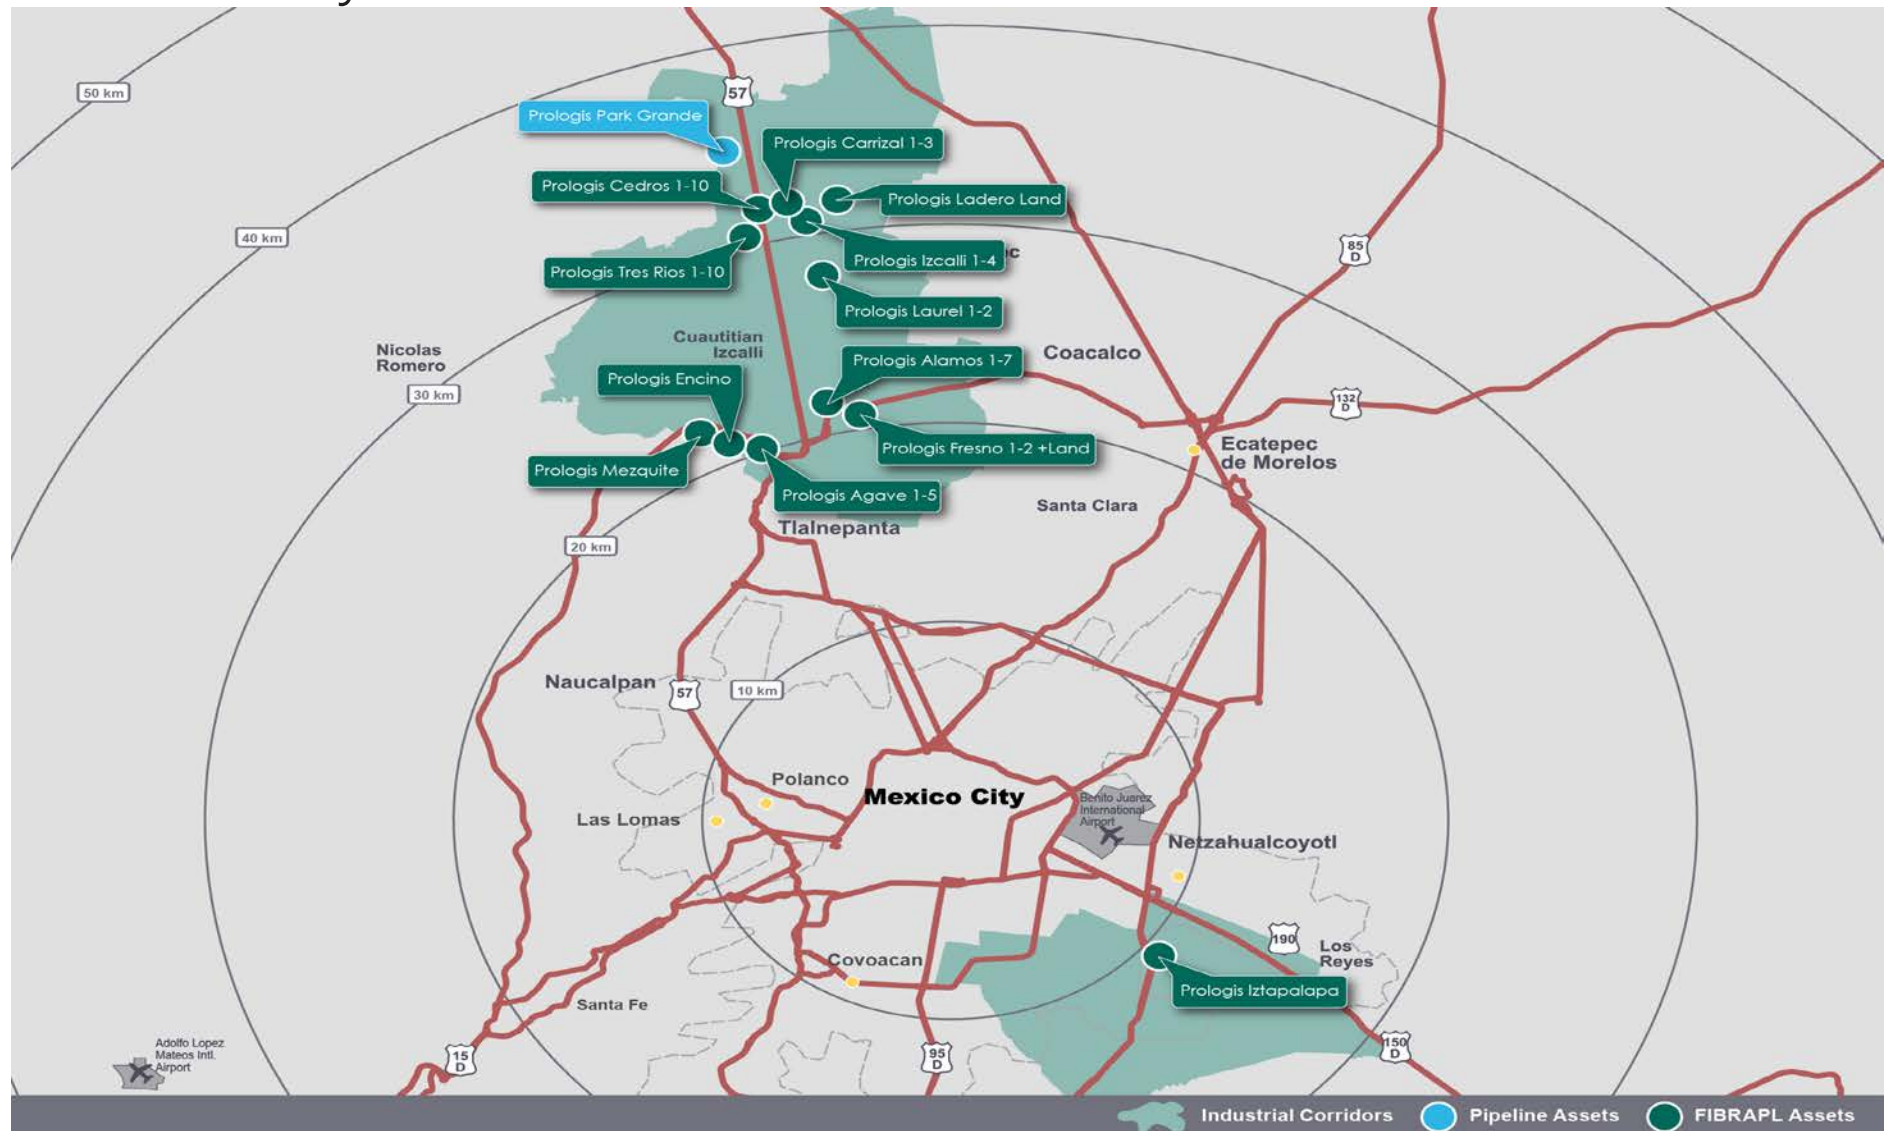 50 km
57
Prologis Park Grande
Prologis Carrizal 1-3
Prologis Cedros 1-10
Prologis Ladero Land
40 km
85
D
Prologis Izcalli 1-4
Prologis Tres Rios 1-10
Prologis Laurel 1-2
Cuautitian
Izcalli
Nicolas
Romero
Coacalco
Prologis Alamos 1-7
Prologis Encino
30 km
132
D
Prologis Fresno 1-2 +Land
Ecatepec
de Morelos
Prologis Mezquite
Prologis Agave 1-5
Santa Clara
Tlalnepanta
20 km
Naucalpan
57
10 km
Polanco
Mexico City
Benito Juarez
International
Airport
Las Lomas
Netzahualcoyotl
190
Los
Reyes
Covoacan
Prologis Iztapalapa
Santa Fe
Adolfo Lopez
Mateos Intl.
Airport
15
D
95
D
150
D
Industrial Corridors
Pipeline Assets
FIBRAPL Assets